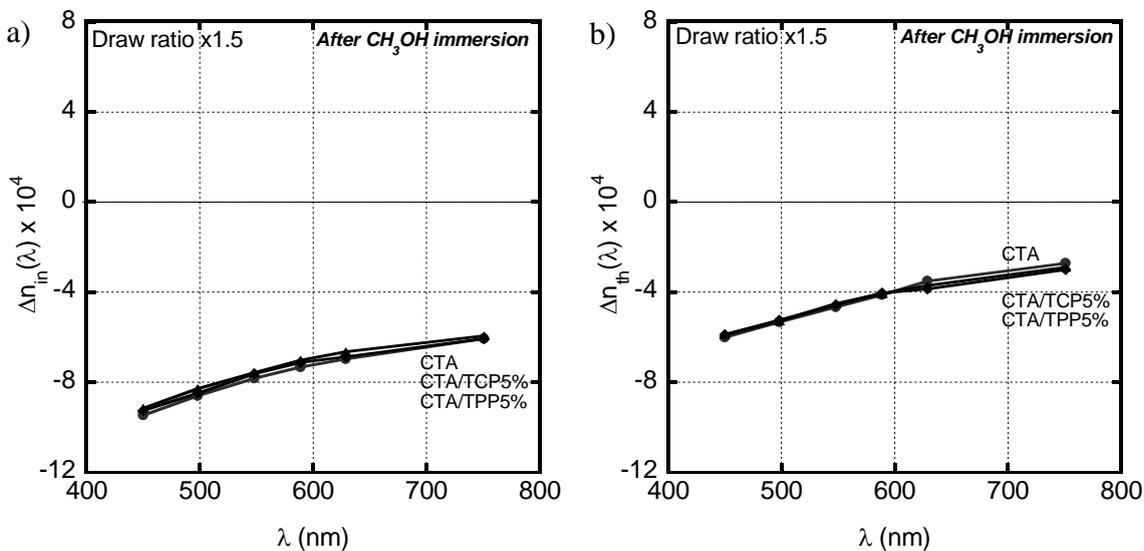 a)
Draw ratio x1.5
After CH3OH immersion
8
4
0
-4
-8
-12
Δn_in(λ) x 10^4
CTA
CTA/TCP5%
CTA/TPP5%
400 500 600 700 800
λ (nm)
b)
Draw ratio x1.5
After CH3OH immersion
8
4
0
-4
-8
-12
Δn_th(λ) x 10^4
CTA
CTA/TCP5%
CTA/TPP5%
400 500 600 700 800
λ (nm)